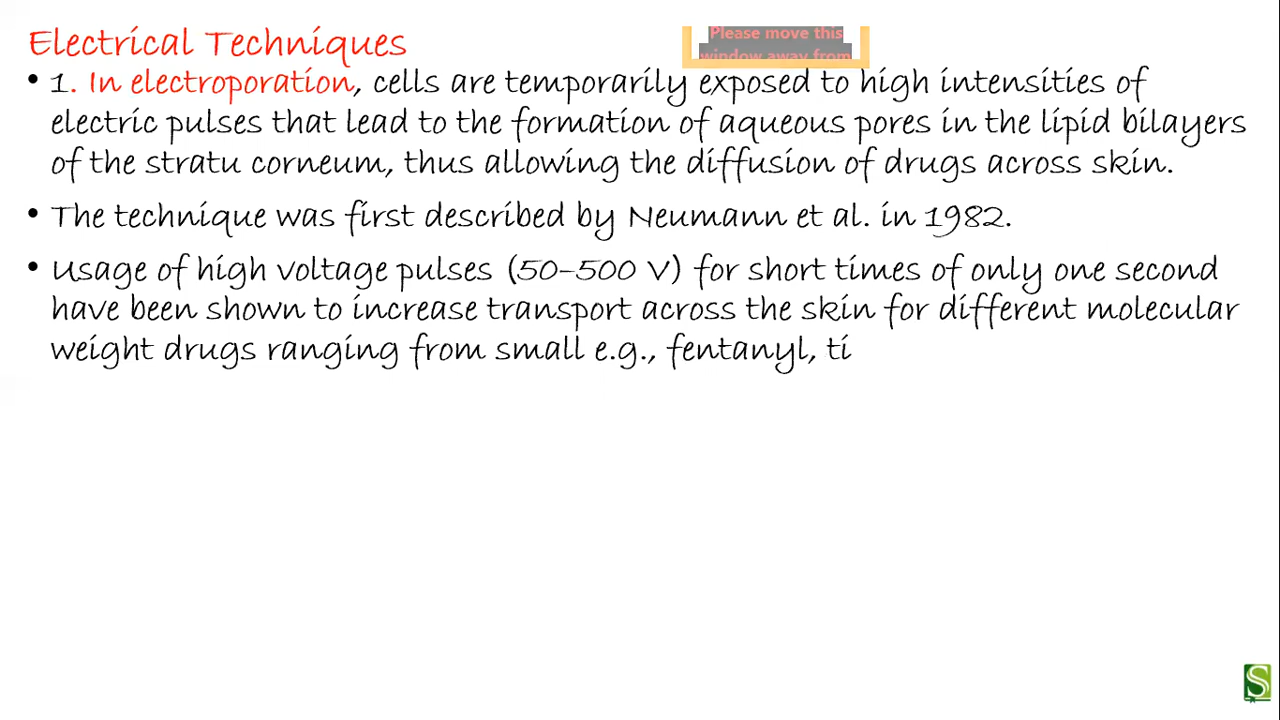 Electrical Techniques
Please move this
window away from
• 1. In electroporation, cells are temporarily exposed to high intensities of
electric pulses that lead to the formation of aqueous pores in the lipid bilayers
of the stratu corneum, thus allowing the diffusion of drugs across skin.
• The technique was first described by Neumann et al. in 1982.
• Usage of high voltage pulses (50–500 V) for short times of only one second
have been shown to increase transport across the skin for different molecular
weight drugs ranging from small e.g., fentanyl, ti
S